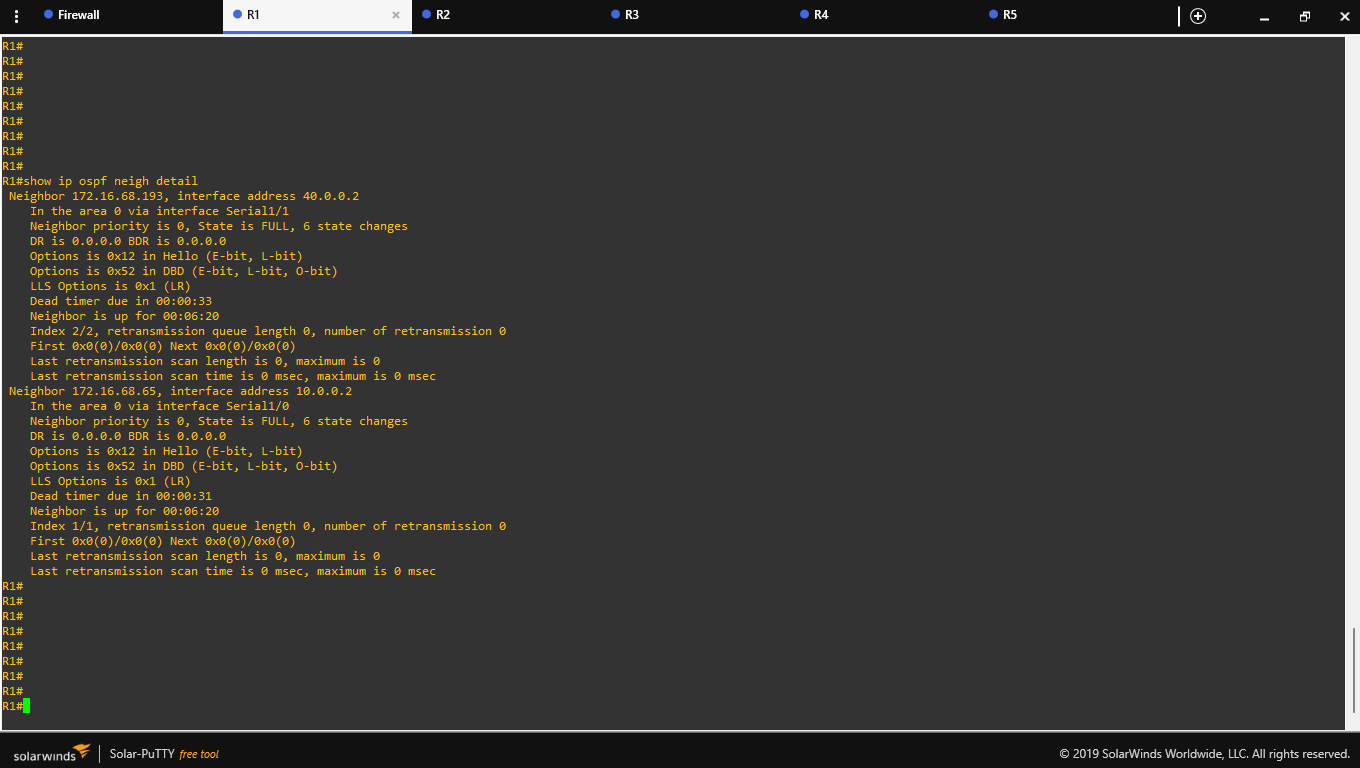 Firewall
R1
R2
R3
R4
R5
R1#
R1#
R1#
R1#
R1#
R1#
R1#
R1#
R1#
R1#show ip ospf neigh detail
Neighbor 172.16.68.193, interface address 40.0.0.2
In the area 0 via interface Serial1/1
Neighbor priority is 0, State is FULL, 6 state changes
DR is 0.0.0.0 BDR is 0.0.0.0
Options is 0x12 in Hello (E-bit, L-bit)
Options is 0x52 in DBD (E-bit, L-bit, O-bit)
LLS Options is 0x1 (LR)
Dead timer due in 00:00:33
Neighbor is up for 00:06:20
Index 2/2, retransmission queue length 0, number of retransmission 0
First 0x0(0)/0x0(0) Next 0x0(0)/0x0(0)
Last retransmission scan length is 0, maximum is 0
Last retransmission scan time is 0 msec, maximum is 0 msec
Neighbor 172.16.68.65, interface address 10.0.0.2
In the area 0 via interface Serial1/0
Neighbor priority is 0, State is FULL, 6 state changes
DR is 0.0.0.0 BDR is 0.0.0.0
Options is 0x12 in Hello (E-bit, L-bit)
Options is 0x52 in DBD (E-bit, L-bit, O-bit)
LLS Options is 0x1 (LR)
Dead timer due in 00:00:31
Neighbor is up for 00:06:20
Index 1/1, retransmission queue length 0, number of retransmission 0
First 0x0(0)/0x0(0) Next 0x0(0)/0x0(0)
Last retransmission scan length is 0, maximum is 0
Last retransmission scan time is 0 msec, maximum is 0 msec
R1#
R1#
R1#
R1#
R1#
R1#
R1#
R1#
R1#
solarwinds
Solar-PuTTY free tool
© 2019 SolarWinds Worldwide, LLC. All rights reserved.